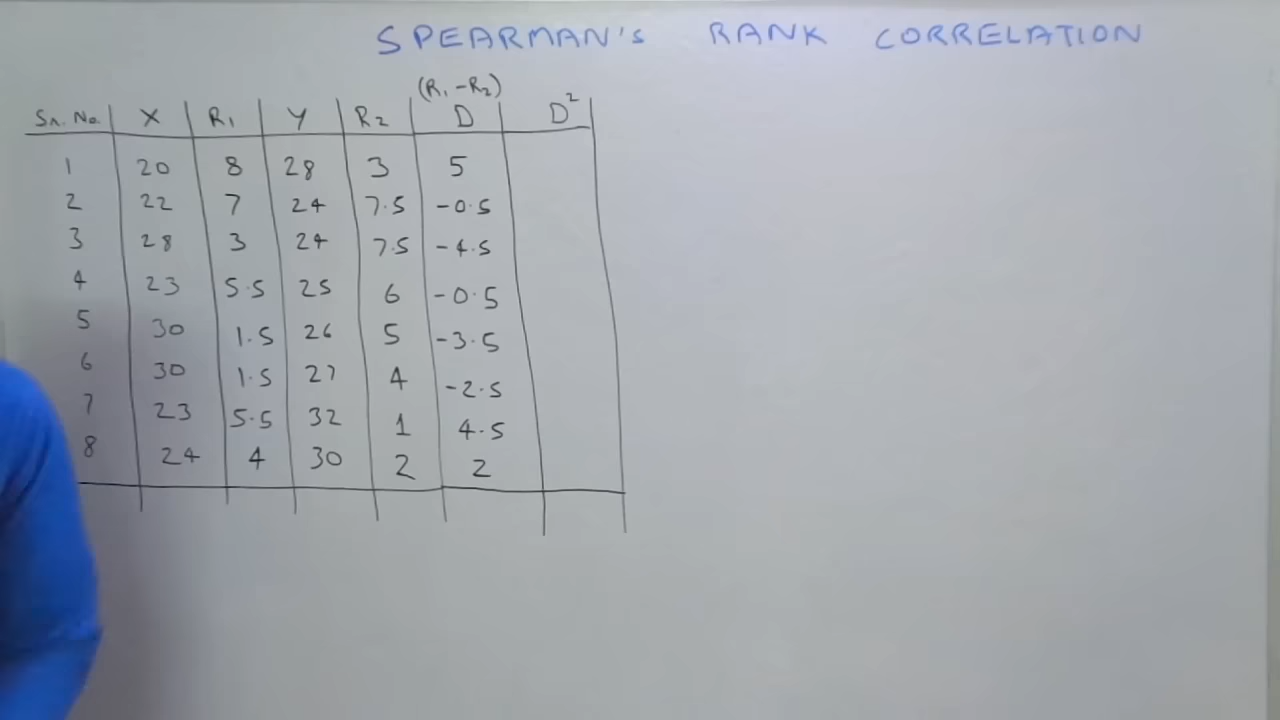 SPEARMAN's RANK CORRELATION
(R₁-R₂)
Sr. No. X R₁ Y R₂ D D²
1 20 8 28 3 5
2 22 7 24 7.5 -0.5
3 28 3 24 7.5 -4.5
4 23 5.5 25 6 -0.5
5 30 1.5 26 5 -3.5
6 30 1.5 27 4 -2.5
7 23 5.5 32 1 4.5
8 24 4 30 2 2